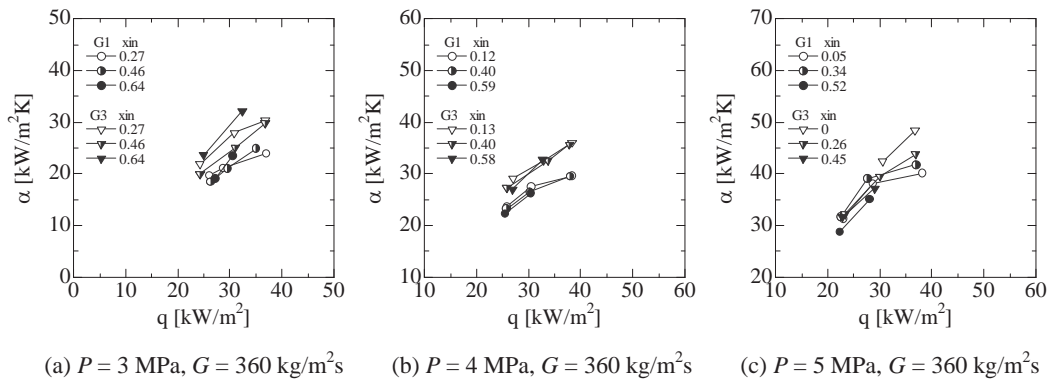 G1 xin
0.27
0.46
0.64
G3 xin
0.27
0.46
0.64
50
40
30
20
10
0
α [kW/m²K]
0 10 20 30 40 50
q [kW/m²]
(a) P = 3 MPa, G = 360 kg/m²s
G1 xin
0.12
0.40
0.59
G3 xin
0.13
0.40
0.58
60
50
40
30
20
10
α [kW/m²K]
10 20 30 40 50 60
q [kW/m²]
(b) P = 4 MPa, G = 360 kg/m²s
G1 xin
0.05
0.34
0.52
G3 xin
0
0.26
0.45
70
60
50
40
30
20
α [kW/m²K]
10 20 30 40 50 60
q [kW/m²]
(c) P = 5 MPa, G = 360 kg/m²s